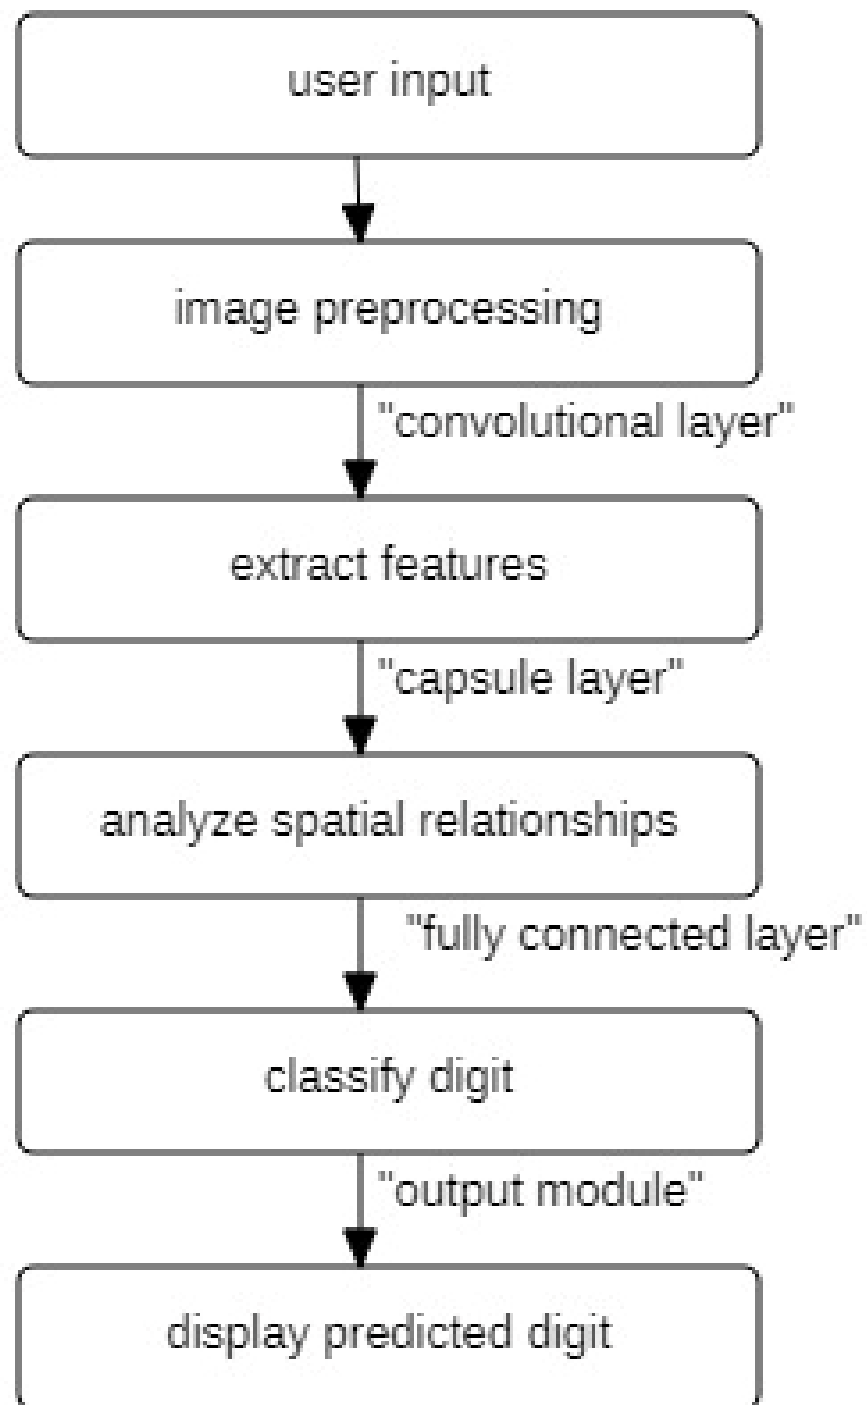 user input
image preprocessing
"convolutional layer"
extract features
"capsule layer"
analyze spatial relationships
"fully connected layer"
classify digit
"output module"
display predicted digit